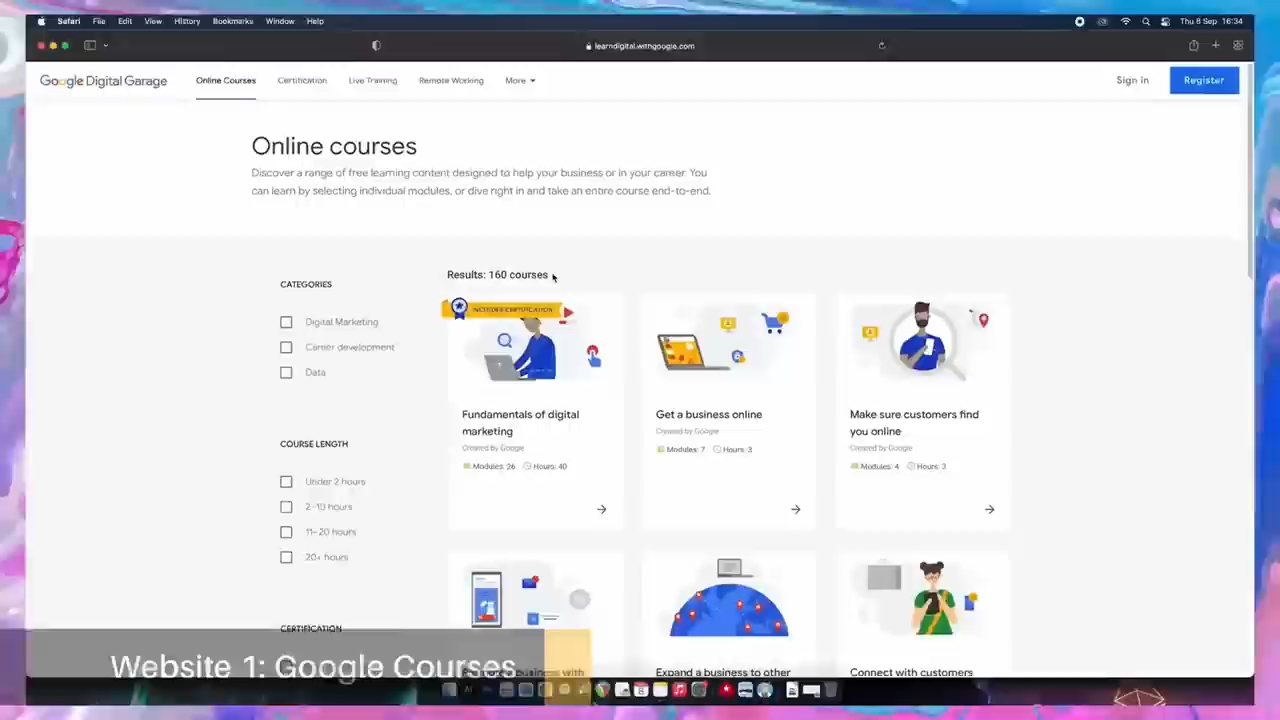 Safari File Edit View History Bookmarks Window Help
Thu 8 Sep 16:34
learndigital.withgoogle.com
Google Digital Garage
Online Courses
Certification
Live Training
Remote Working
More
Sign in
Register
Online courses
Discover a range of free learning content designed to help your business or in your career. You
can learn by selecting individual modules, or dive right in and take an entire course end-to-end.
Results: 160 courses
CATEGORIES
Digital Marketing
Career development
Data
COURSE LENGTH
Under 2 hours
2-10 hours
11-20 hours
20+ hours
CERTIFICATION
INCLUDES CERTIFICATION
Fundamentals of digital
marketing
Created by Google
Modules: 26 Hours: 40
Get a business online
Created by Google
Modules: 7 Hours: 3
Make sure customers find
you online
Created by Google
Modules: 4 Hours: 3
business with
Expand a business to other
Connect with customers
Website 1: Google Courses